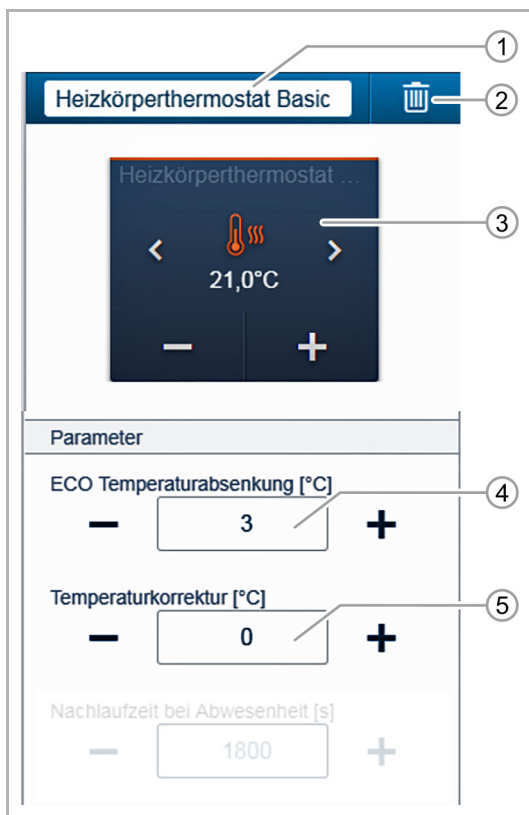 1
Heizkörperthermostat Basic
2
Heizkörperthermostat ...
3
21,0°C
− +
Parameter
ECO Temperaturabsenkung [°C]
4
− 3 +
Temperaturkorrektur [°C]
5
− 0 +
Nachlaufzeit bei Abwesenheit [s]
− 1800 +